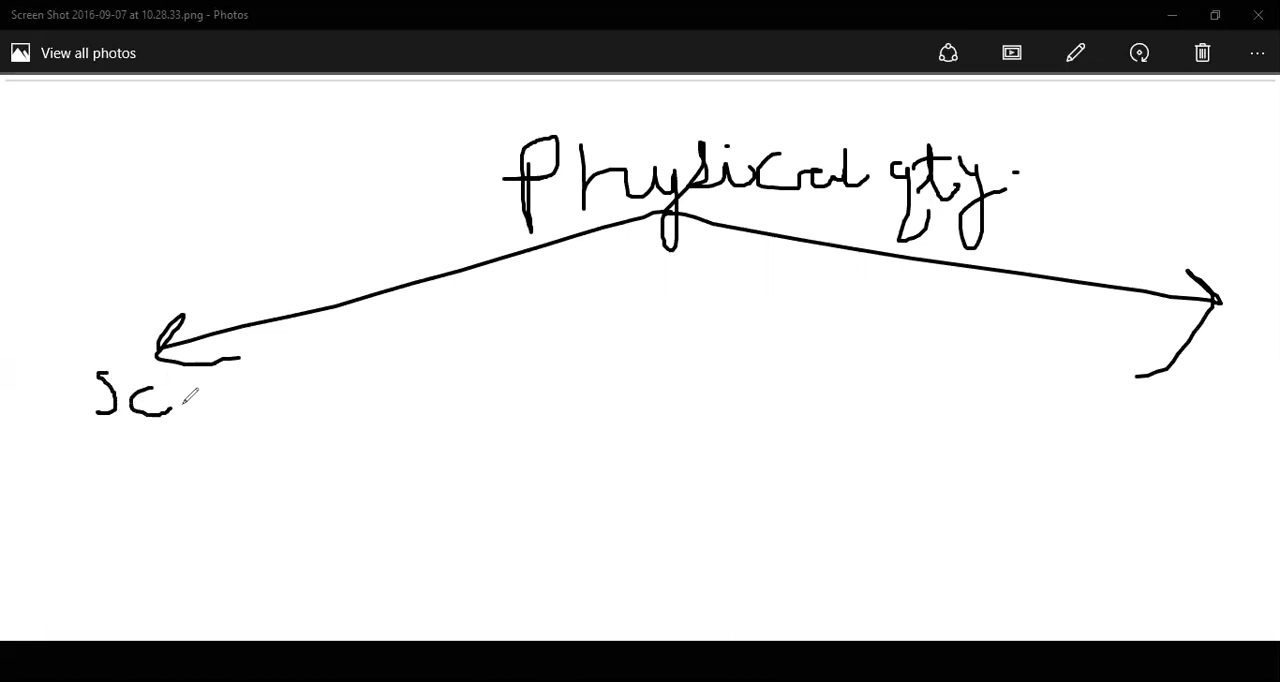 Screen Shot 2016-09-07 at 10.28.33.png - Photos
View all photos
Physical qty.
Sc